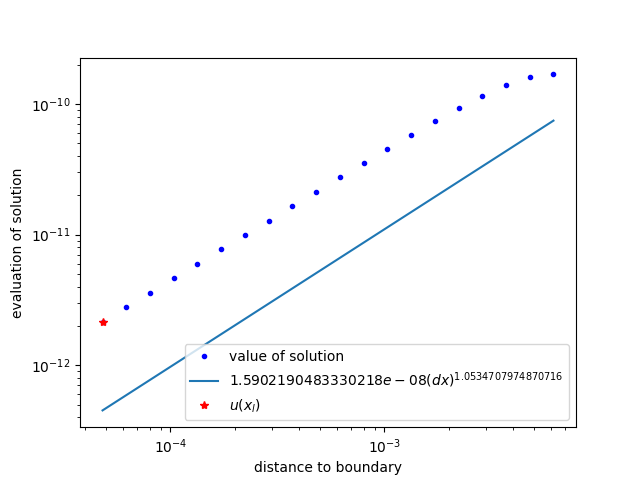 10⁻¹⁰
10⁻¹¹
10⁻¹²
evaluation of solution
value of solution
1.5902190483330218e − 08(dx)^1.0534707974870716
u(x_l)
10⁻⁴
10⁻³
distance to boundary